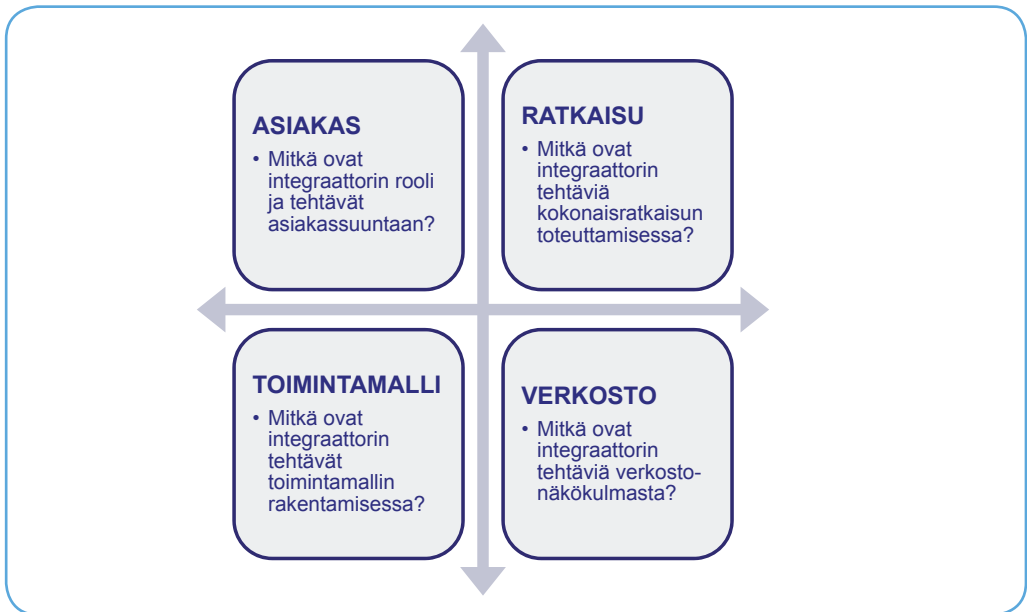 ASIAKAS
• Mitkä ovat
integraattorin rooli
ja tehtävät
asiakassuuntaan?
RATKAISU
• Mitkä ovat
integraattorin
tehtäviä
kokonaisratkaisun
toteuttamisessa?
TOIMINTAMALLI
• Mitkä ovat
integraattorin
tehtävät
toimintamallin
rakentamisessa?
VERKOSTO
• Mitkä ovat
integraattorin
tehtäviä verkosto-
näkökulmasta?